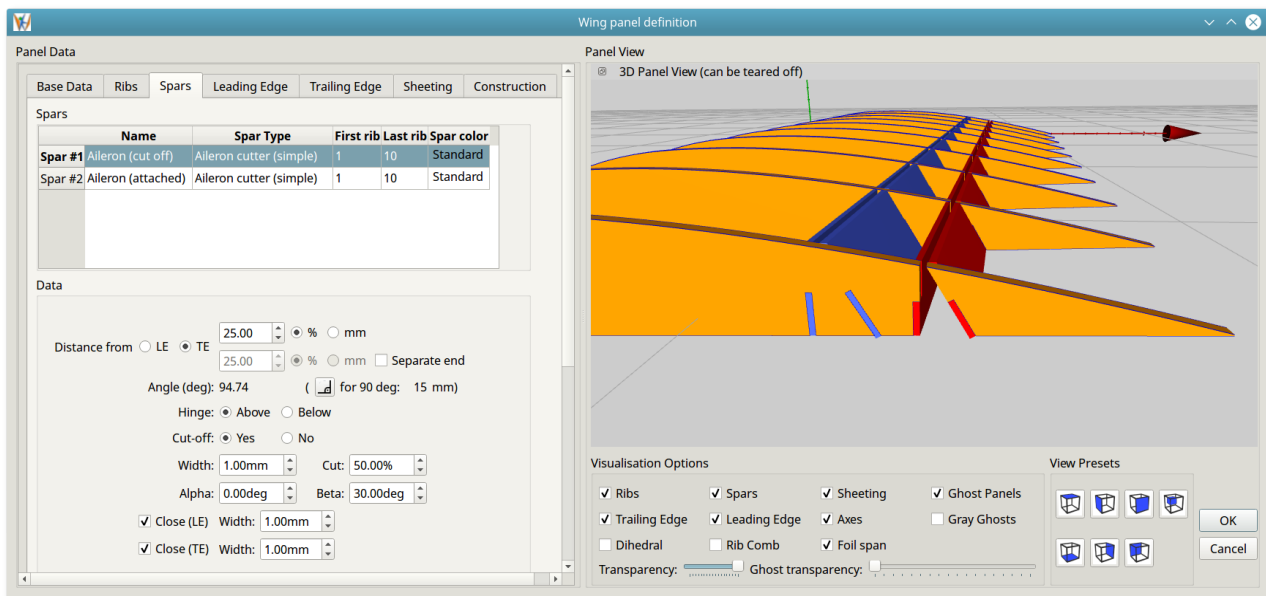 Wing panel definition
Panel Data
Base Data Ribs Spars Leading Edge Trailing Edge Sheeting Construction
Spars
Name Spar Type First rib Last rib Spar color
Spar #1 Aileron (cut off) Aileron cutter (simple) 1 10 Standard
Spar #2 Aileron (attached) Aileron cutter (simple) 1 10 Standard
Data
25.00 % mm
Distance from LE TE
25.00 % mm Separate end
Angle (deg): 94.74 ( for 90 deg: 15 mm)
Hinge: Above Below
Cut-off: Yes No
Width: 1.00mm Cut: 50.00%
Alpha: 0.00deg Beta: 30.00deg
Close (LE) Width: 1.00mm
Close (TE) Width: 1.00mm
Panel View
3D Panel View (can be teared off)
Visualisation Options
Ribs Spars Sheeting Ghost Panels
Trailing Edge Leading Edge Axes Gray Ghosts
Dihedral Rib Comb Foil span
Transparency: Ghost transparency:
View Presets
OK
Cancel